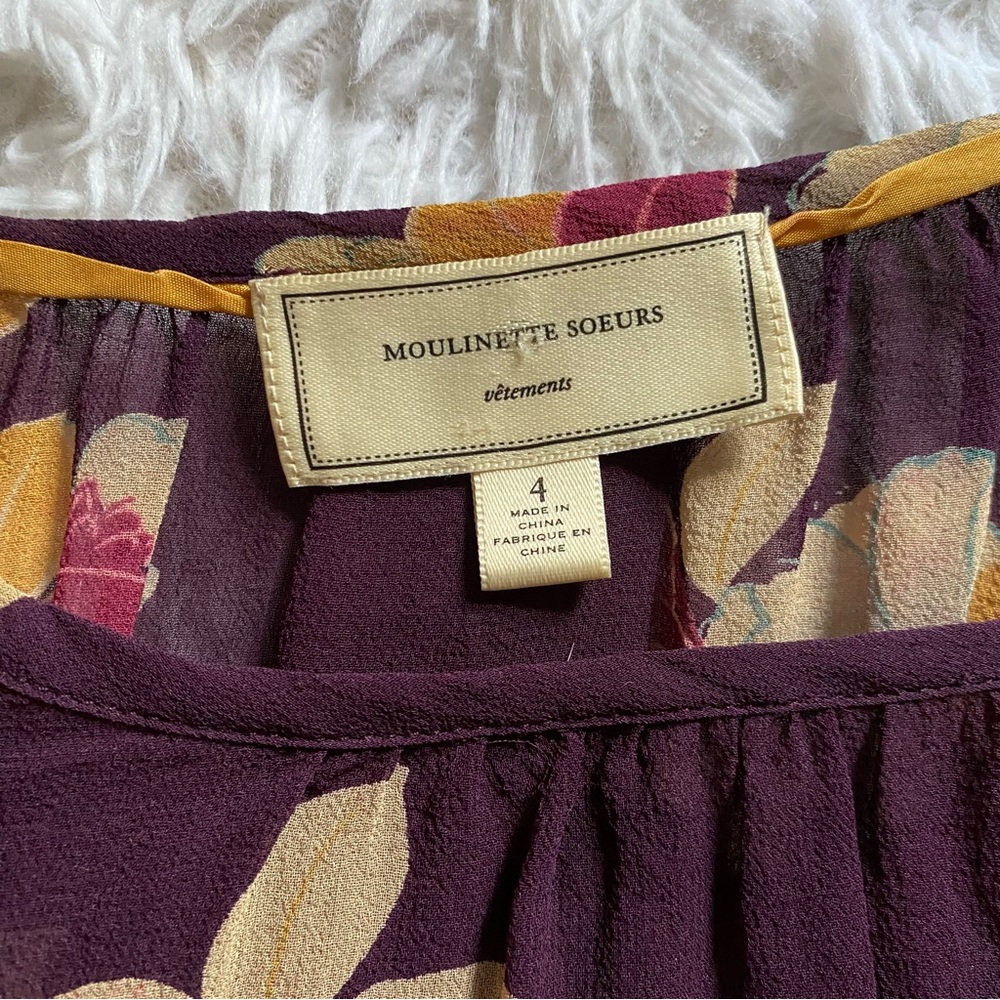 MOULINETTE SOEURS
vêtements
4
MADE IN
CHINA
FABRIQUE EN
CHINE